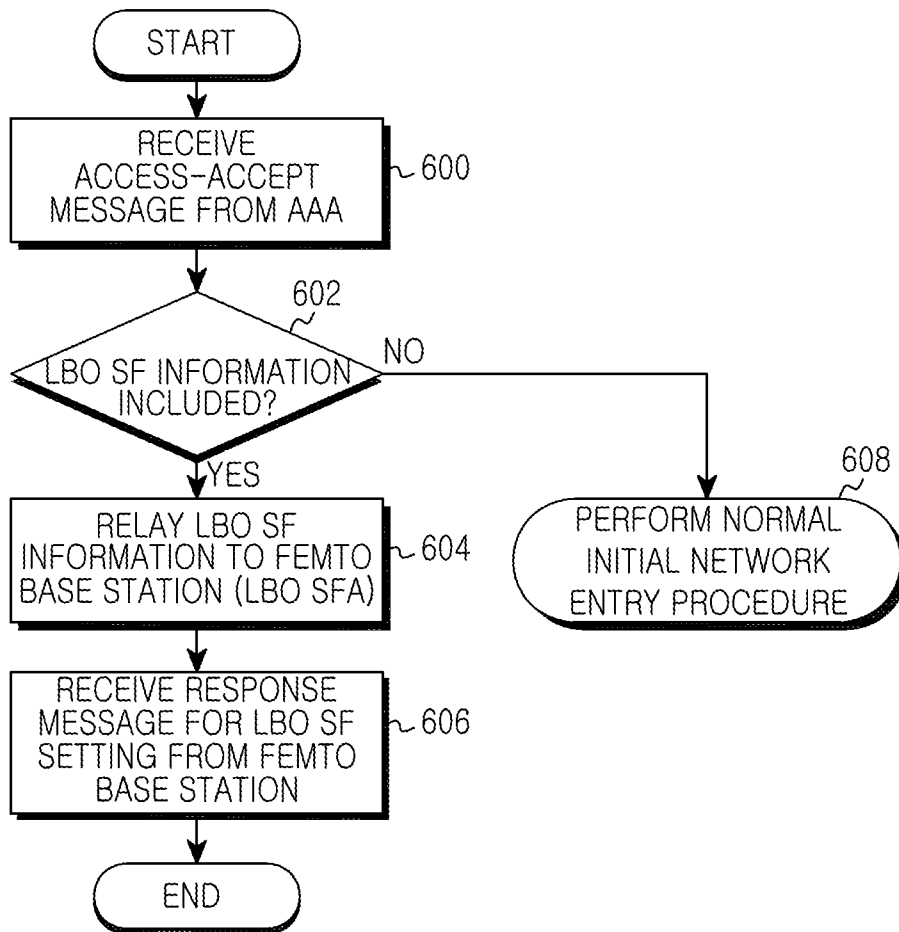 START
RECEIVE
ACCESS-ACCEPT
MESSAGE FROM AAA
600
602
LBO SF INFORMATION
INCLUDED?
NO
YES
RELAY LBO SF
INFORMATION TO FEMTO
BASE STATION (LBO SFA)
604
608
PERFORM NORMAL
INITIAL NETWORK
ENTRY PROCEDURE
RECEIVE RESPONSE
MESSAGE FOR LBO SF
SETTING FROM FEMTO
BASE STATION
606
END